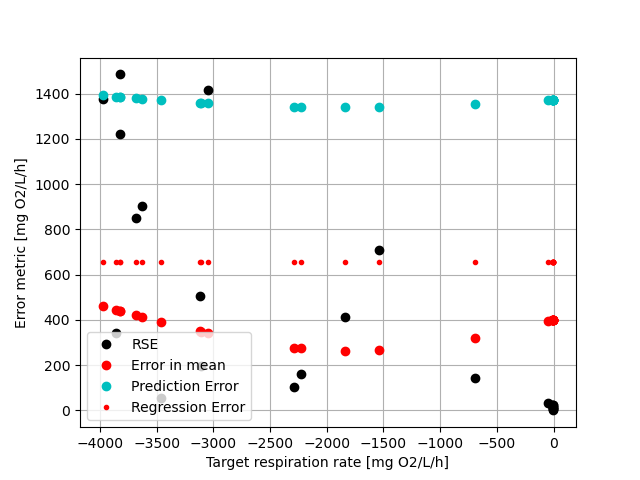 Error metric [mg O2/L/h]
1400
1200
1000
800
600
400
200
0
RSE
Error in mean
Prediction Error
Regression Error
−4000 −3500 −3000 −2500 −2000 −1500 −1000 −500 0
Target respiration rate [mg O2/L/h]